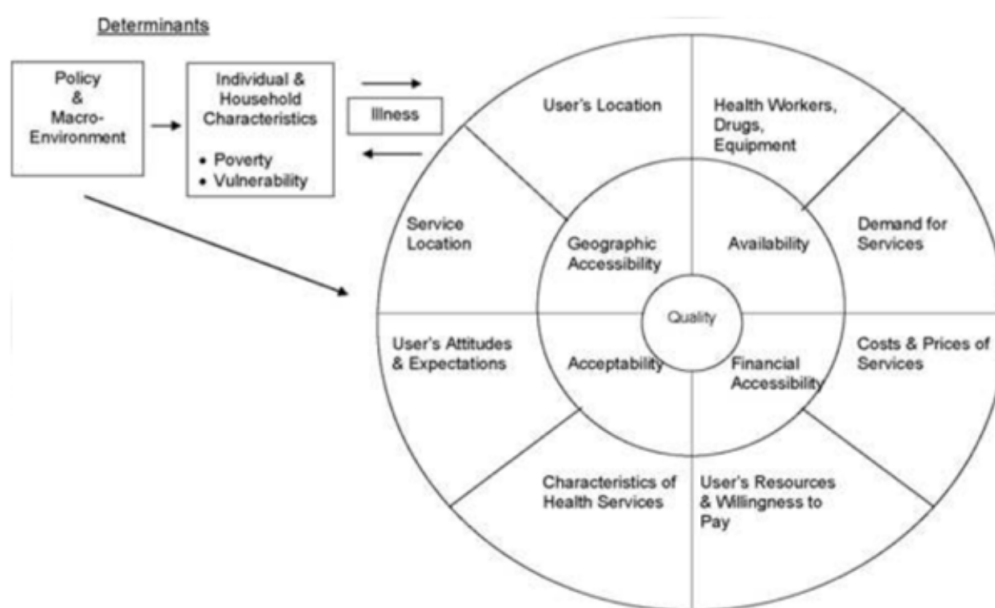 Determinants
Policy
&
Macro-
Environment
Individual &
Household
Characteristics
• Poverty
• Vulnerability
Illness
User's Location
Health Workers,
Drugs,
Equipment
Service
Location
Geographic
Accessibility
Availability
Demand for
Services
Quality
User's Attitudes
& Expectations
Acceptability
Financial
Accessibility
Costs & Prices of
Services
Characteristics of
Health Services
User's Resources
& Willingness to
Pay